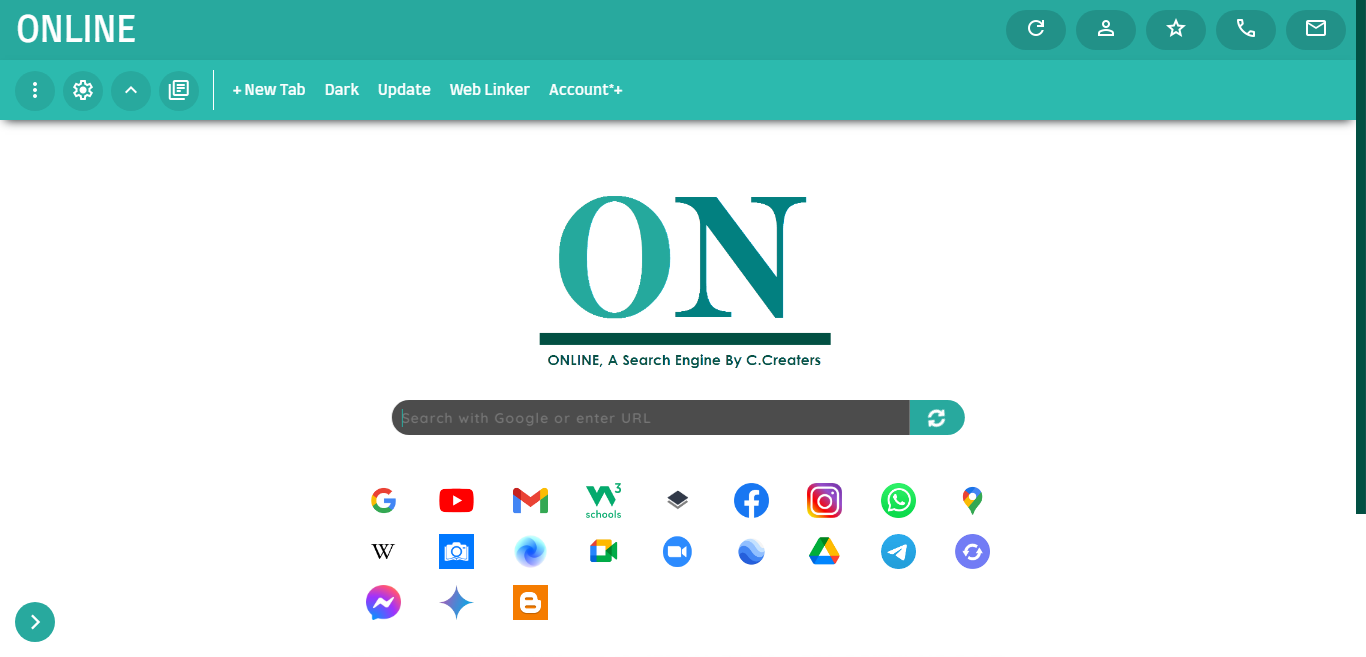 ONLINE
+ New Tab Dark Update Web Linker Account*+
ON
ONLINE, A Search Engine By C.Creaters
Search with Google or enter URL
W3
schools
W